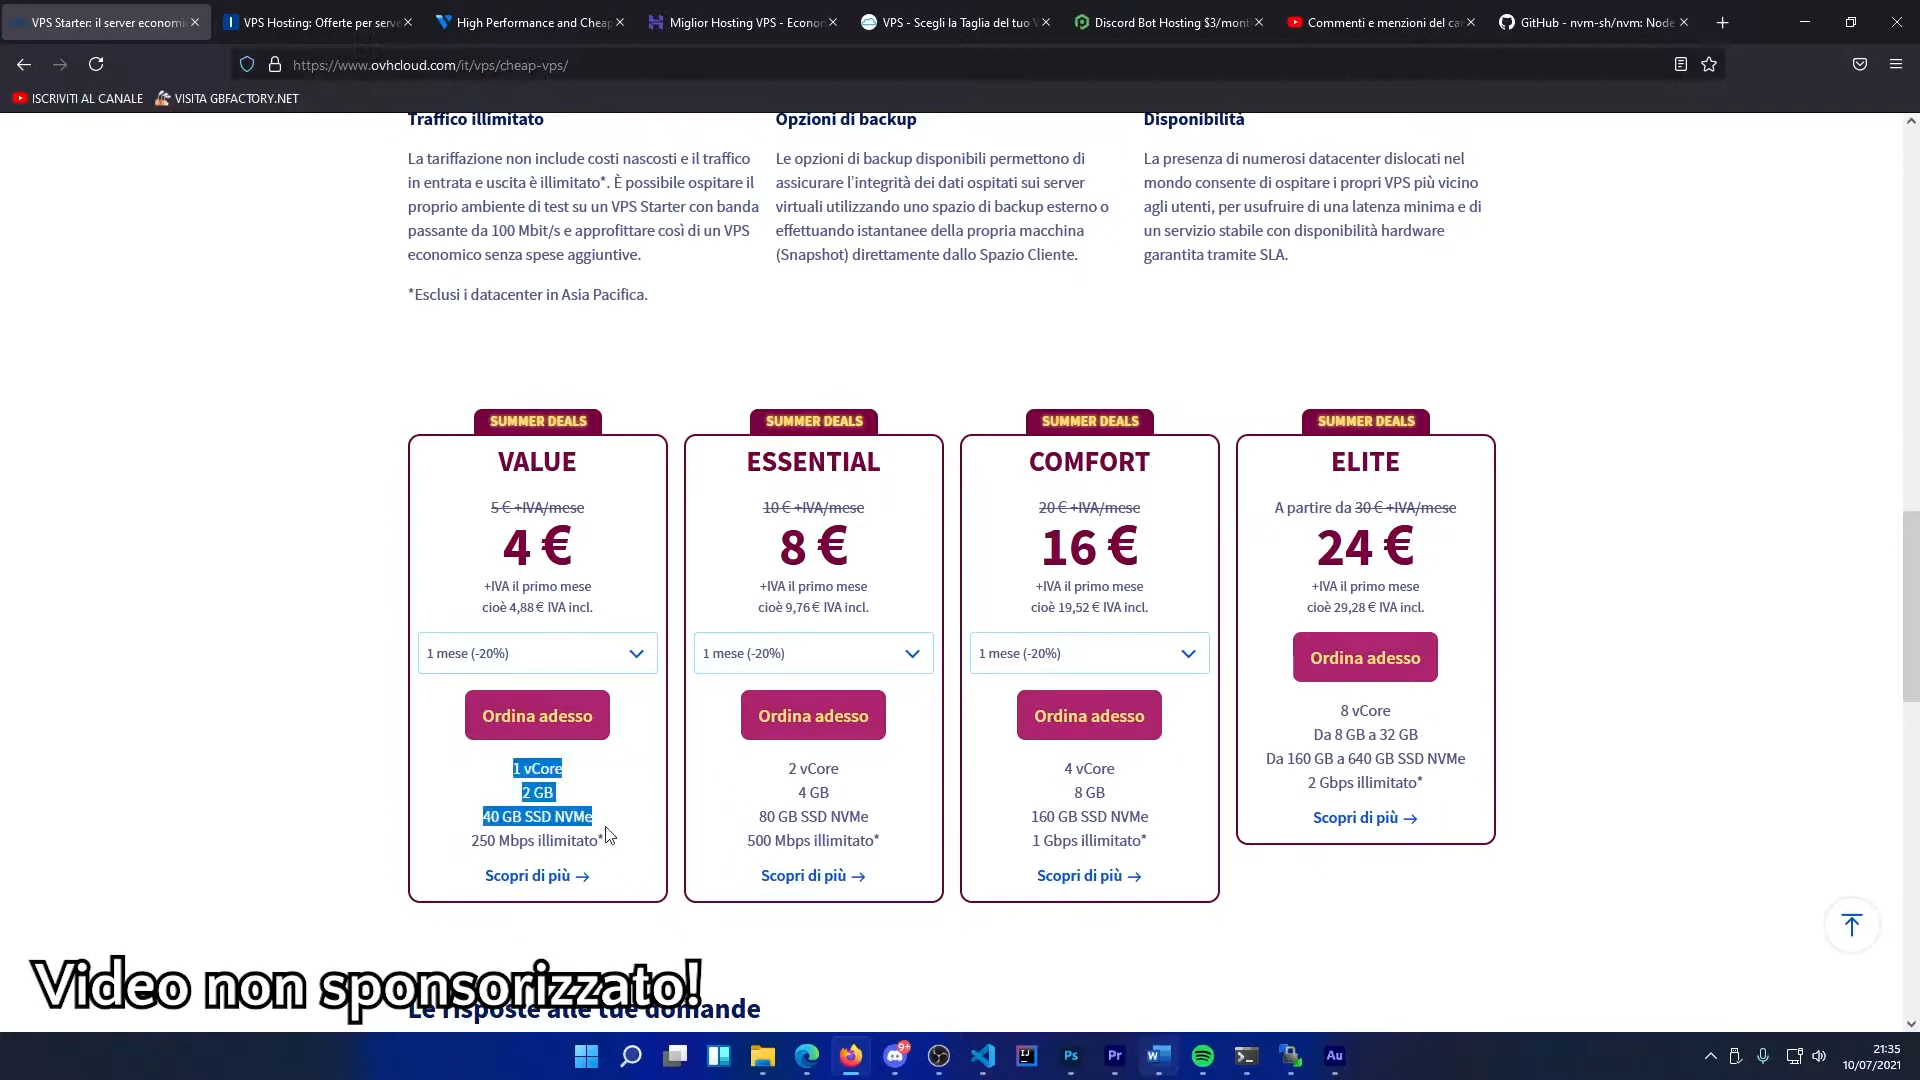 VPS Starter: il server economi
VPS Hosting: Offerte per serve
High Performance and Cheap
Miglior Hosting VPS - Econor
VPS - Scegli la Taglia del tuo V
Discord Bot Hosting $3/mont
Commenti e menzioni del ca
GitHub - nvm-sh/nvm: Node
https://www.ovhcloud.com/it/vps/cheap-vps/
ISCRIVITI AL CANALE
VISITA GBFACTORY.NET
Traffico illimitato
La tariffazione non include costi nascosti e il traffico
in entrata e uscita è illimitato*. È possibile ospitare il
proprio ambiente di test su un VPS Starter con banda
passante da 100 Mbit/s e approfittare così di un VPS
economico senza spese aggiuntive.
*Esclusi i datacenter in Asia Pacifica.
Opzioni di backup
Le opzioni di backup disponibili permettono di
assicurare l'integrità dei dati ospitati sui server
virtuali utilizzando uno spazio di backup esterno o
effettuando istantanee della propria macchina
(Snapshot) direttamente dallo Spazio Cliente.
Disponibilità
La presenza di numerosi datacenter dislocati nel
mondo consente di ospitare i propri VPS più vicino
agli utenti, per usufruire di una latenza minima e di
un servizio stabile con disponibilità hardware
garantita tramite SLA.
SUMMER DEALS
VALUE
5 € +IVA/mese
4 €
+IVA il primo mese
cioè 4,88 € IVA incl.
1 mese (-20%)
Ordina adesso
1 vCore
2 GB
40 GB SSD NVMe
250 Mbps illimitato*
Scopri di più →
SUMMER DEALS
ESSENTIAL
10 € +IVA/mese
8 €
+IVA il primo mese
cioè 9,76 € IVA incl.
1 mese (-20%)
Ordina adesso
2 vCore
4 GB
80 GB SSD NVMe
500 Mbps illimitato*
Scopri di più →
SUMMER DEALS
COMFORT
20 € +IVA/mese
16 €
+IVA il primo mese
cioè 19,52 € IVA incl.
1 mese (-20%)
Ordina adesso
4 vCore
8 GB
160 GB SSD NVMe
1 Gbps illimitato*
Scopri di più →
SUMMER DEALS
ELITE
A partire da 30 € +IVA/mese
24 €
+IVA il primo mese
cioè 29,28 € IVA incl.
Ordina adesso
8 vCore
Da 8 GB a 32 GB
Da 160 GB a 640 GB SSD NVMe
2 Gbps illimitato*
Scopri di più →
Video non sponsorizzato!
Le risposte alle tue domande
9+
Ps
Pr
Au
21:35
10/07/2021